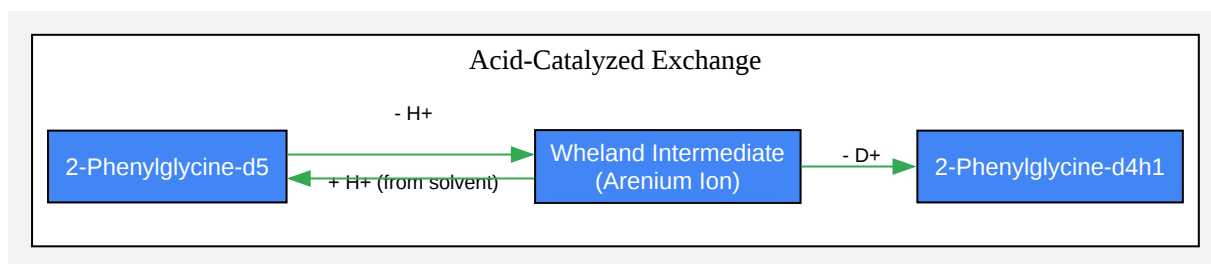 Acid-Catalyzed Exchange
- H+
2-Phenylglycine-d5
+ H+ (from solvent)
Wheland Intermediate
(Arenium Ion)
- D+
2-Phenylglycine-d4h1